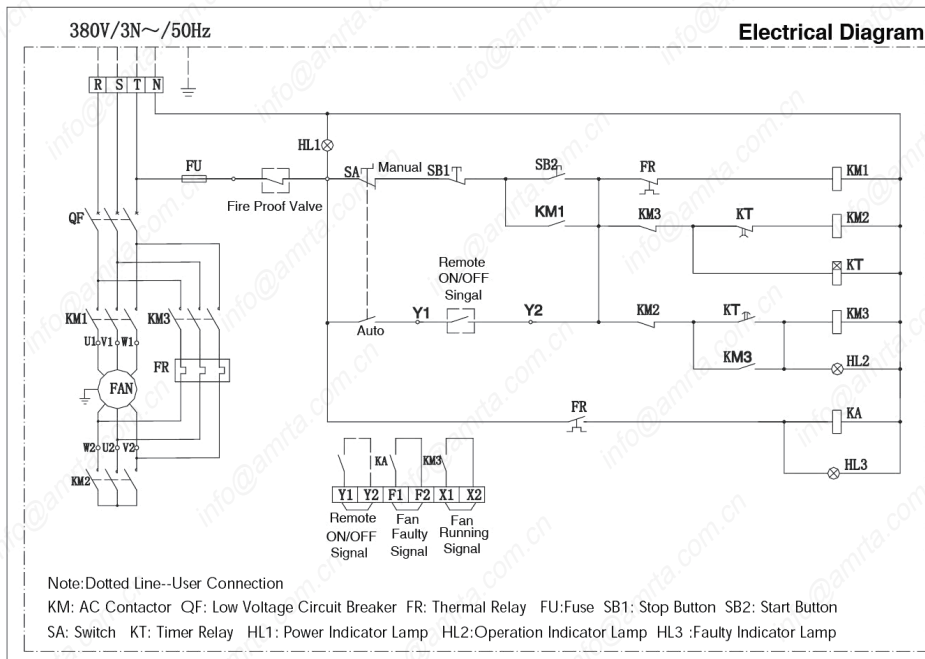 380V/3N～/50Hz
Electrical Diagram
R S T N
HL1
FU
SA Manual SB1 SB2 FR KM1
Fire Proof Valve
QF
KM1 KM3 KT KM2
Remote
ON/OFF
Singal
KT
Y1 Y2
Auto
KM1 KM3
KM2 KT KM3
U1 V1 W1
FR
KM3
HL2
FAN
FR KA
W2 U2 V2
KM2
KA KM3
HL3
Y1 Y2 F1 F2 X1 X2
Remote
ON/OFF
Signal
Fan
Faulty
Signal
Fan
Running
Signal
Note:Dotted Line--User Connection
KM: AC Contactor QF: Low Voltage Circuit Breaker FR: Thermal Relay FU:Fuse SB1: Stop Button SB2: Start Button
SA: Switch KT: Timer Relay HL1: Power Indicator Lamp HL2:Operation Indicator Lamp HL3 :Faulty Indicator Lamp
info@amrta.com.cn